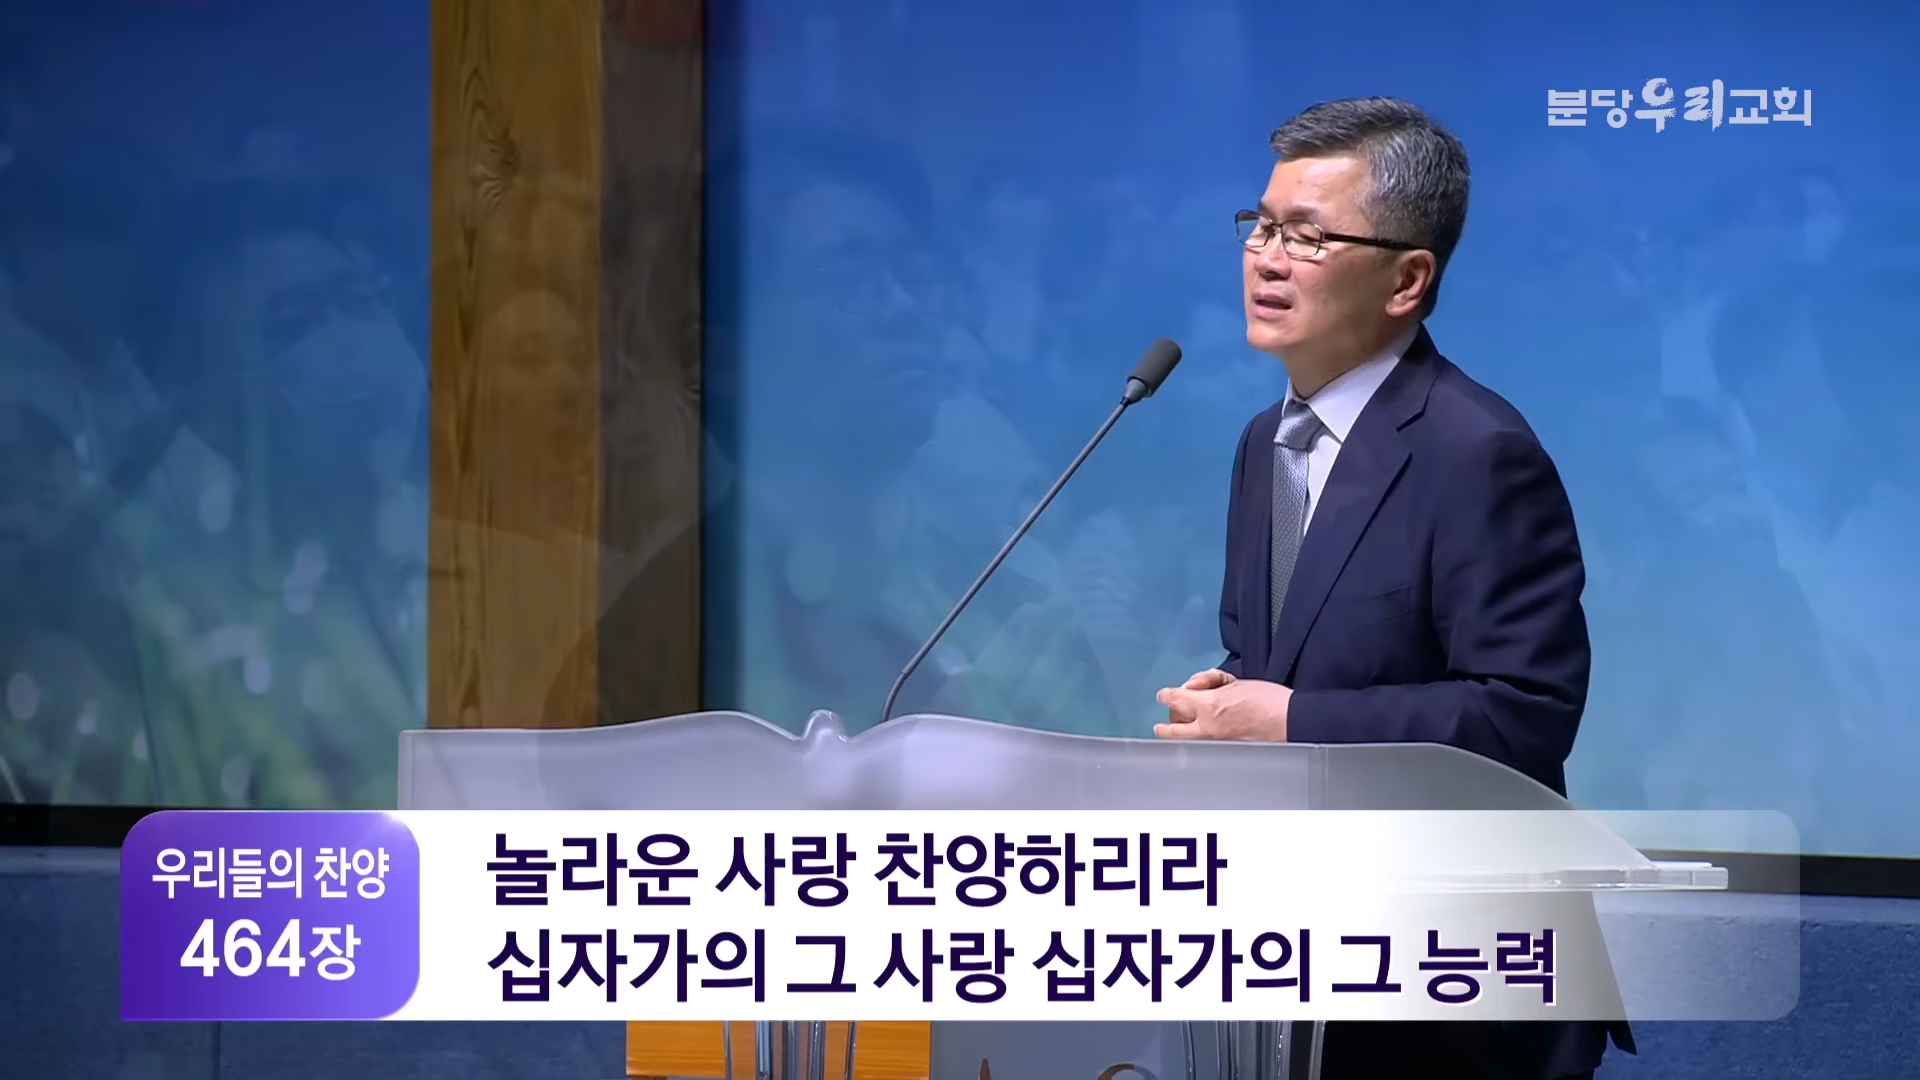 분당우리교회
우리들의 찬양
464장
놀라운 사랑 찬양하리라
십자가의 그 사랑 십자가의 그 능력